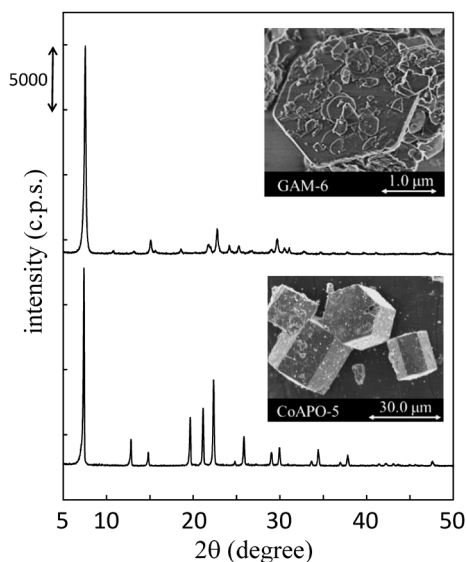 5000
intensity (c.p.s.)
GAM-6
1.0 μm
CoAPO-5
30.0 μm
5 10 20 30 40 50
2θ (degree)